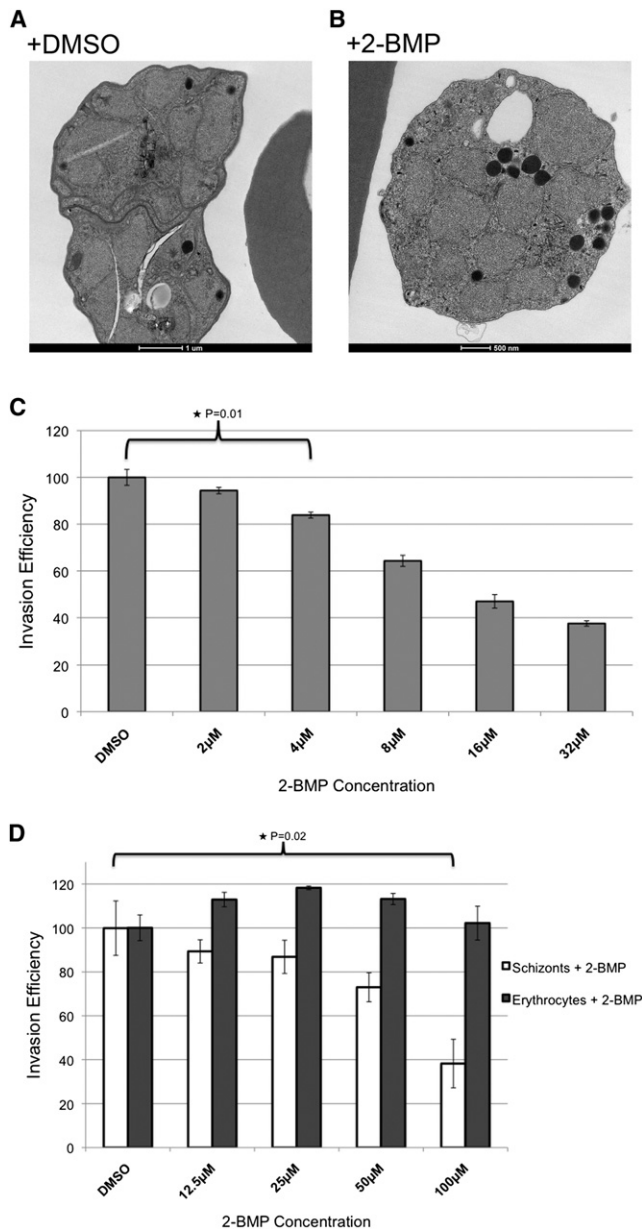 A
+DMSO
B
+2-BMP
1 um
500 nm
C
★ P=0.01
120
100
80
60
40
20
0
Invasion Efficiency
DMSO
2µM
4µM
8µM
16µM
32µM
2-BMP Concentration
D
★ P=0.02
120
100
80
60
40
20
0
Invasion Efficiency
Schizonts + 2-BMP
Erythrocytes + 2-BMP
DMSO
12.5µM
25µM
50µM
100µM
2-BMP Concentration